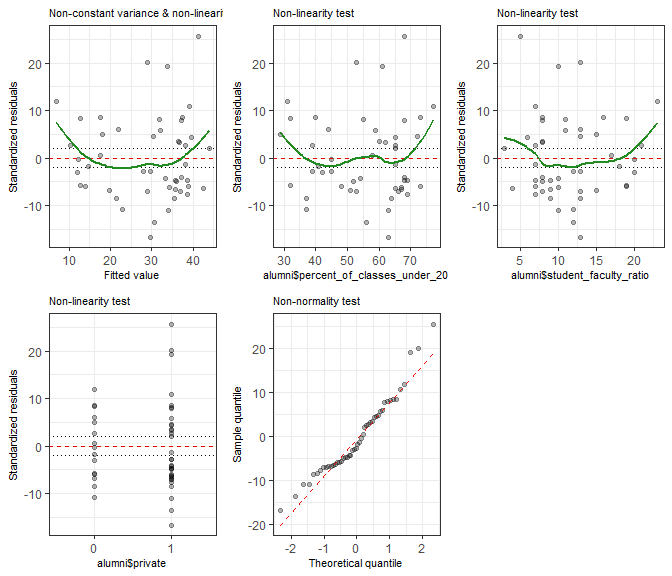 Non-constant variance & non-lineari
Standardized residuals
20
10
0
-10
10
20
30
40
Fitted value
Non-linearity test
Standardized residuals
20
10
0
-10
30
40
50
60
70
alumni$percent_of_classes_under_20
Non-linearity test
Standardized residuals
20
10
0
-10
5
10
15
20
alumni$student_faculty_ratio
Non-linearity test
Standardized residuals
20
10
0
-10
0
1
alumni$private
Non-normality test
Sample quantile
20
10
0
-10
-20
-2
-1
0
1
2
Theoretical quantile